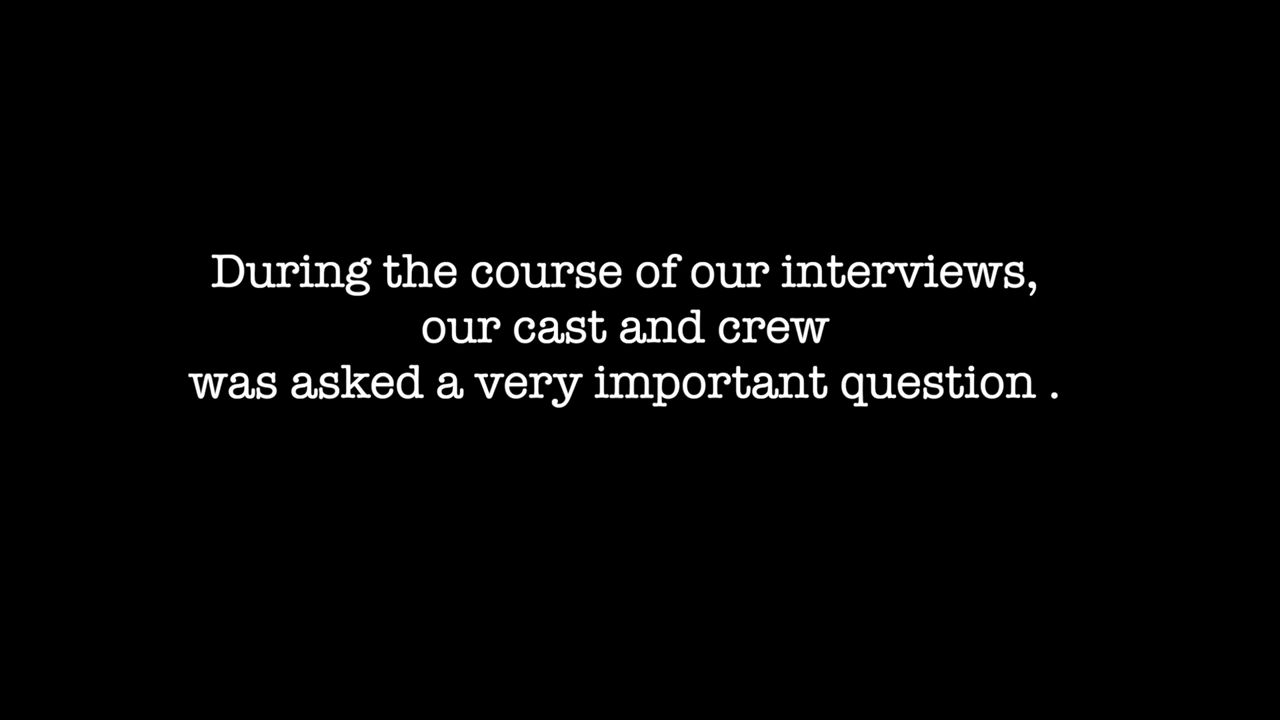 During the course of our interviews,
our cast and crew
was asked a very important question .